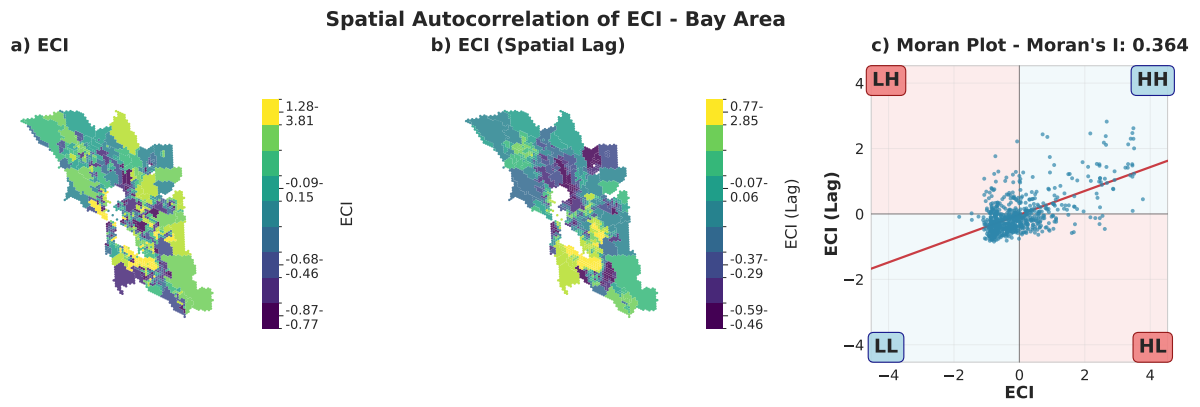 Spatial Autocorrelation of ECI - Bay Area
a) ECI
1.28-
3.81
-0.09-
0.15
-0.68-
-0.46
-0.87-
-0.77
ECI
b) ECI (Spatial Lag)
0.77-
2.85
-0.07-
0.06
-0.37-
-0.29
-0.59-
-0.46
ECI (Lag)
c) Moran Plot - Moran's I: 0.364
LH
HH
LL
HL
4
2
0
−2
−4
ECI (Lag)
−4 −2 0 2 4
ECI